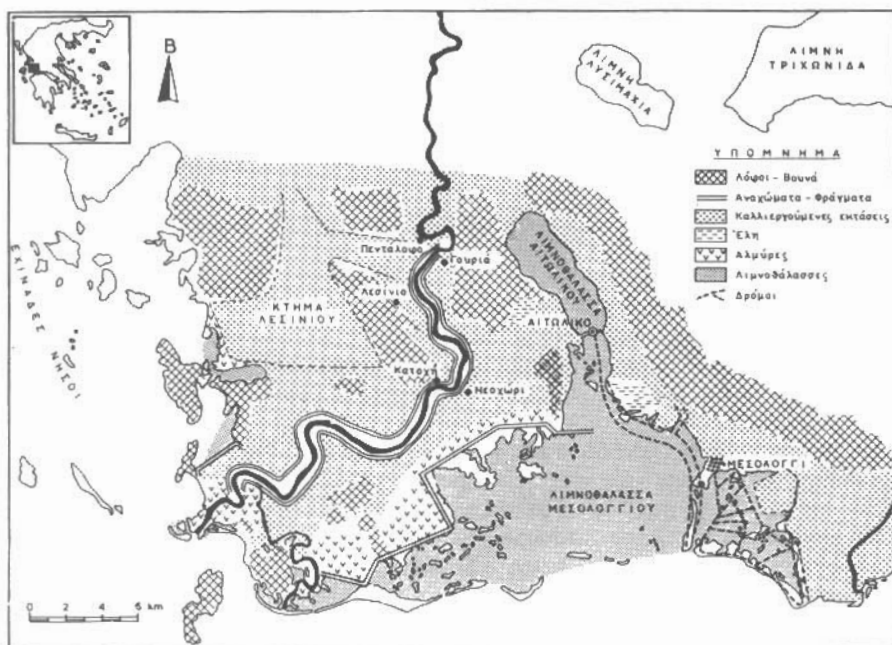 Β
ΛΙΜΝΗ
ΛΥΣΙΜΑΧΙΑ
ΛΙΜΝΗ
ΤΡΙΧΩΝΙΔΑ
ΥΠΟΜΝΗΜΑ
Λόφοι - Βουνά
Αναχώματα - Φράγματα
Καλλιεργούμενες εκτάσεις
Έλη
Αλμύρες
Λιμνοθάλασσες
Δρόμοι
ΕΧΙΝΑΔΕΣ ΝΗΣΟΙ
Πεντάλοφο
Γουριά
Λεσίνιο
ΚΤΗΜΑ
ΛΕΣΙΝΙΟΥ
ΛΙΜΝΟΘΑΛΑΣΣΑ
ΑΙΤΩΛΙΚΟΥ
ΑΙΤΩΛΙΚΟ
Κατοχή
Νεοχώρι
ΜΕΣΟΛΟΓΓΙ
ΛΙΜΝΟΘΑΛΑΣΣΑ
ΜΕΣΟΛΟΓΓΙΟΥ
0 2 4 6 km